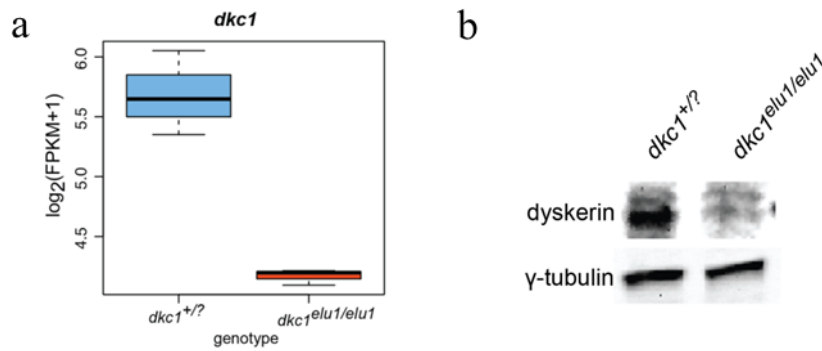 a
dkc1
log2(FPKM+1)
6.0
5.5
5.0
4.5
dkc1+/?
dkc1elu1/elu1
genotype
b
dkc1+/?
dkc1elu1/elu1
dyskerin
γ-tubulin